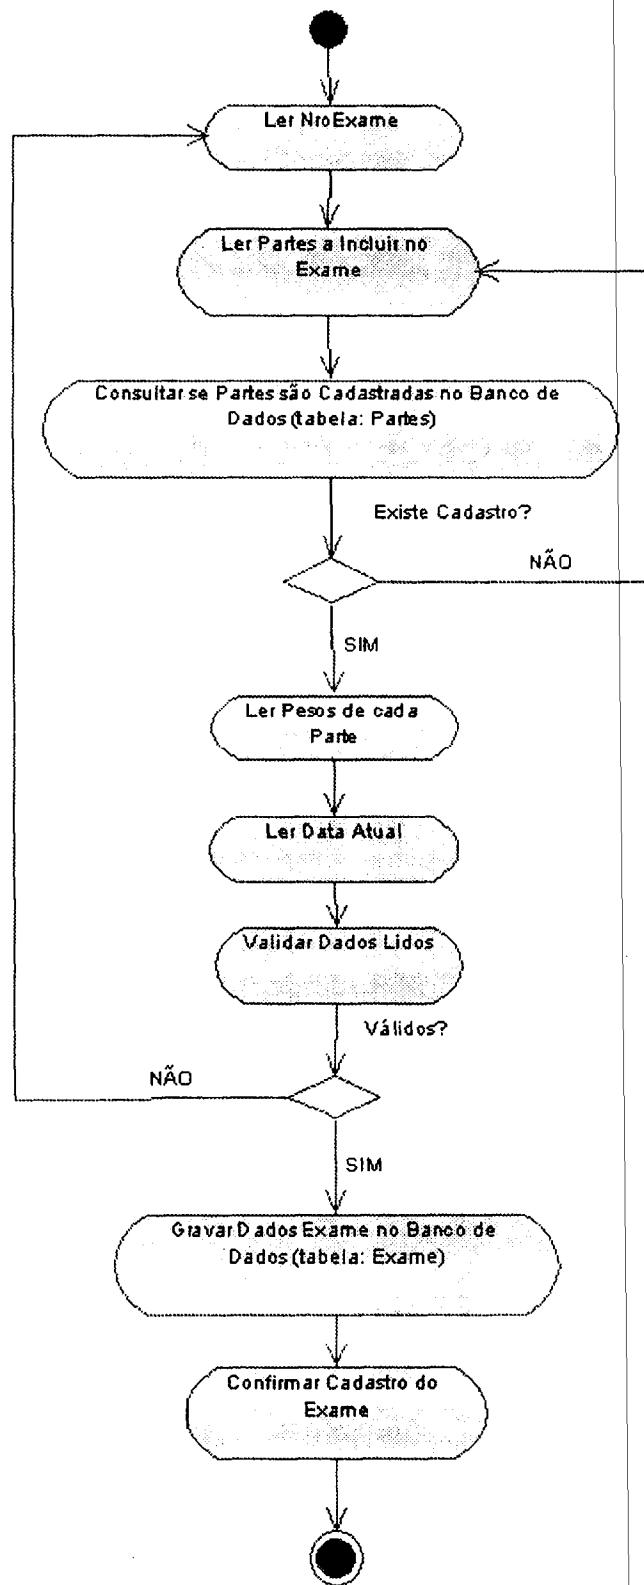 Ler NroExame
Ler Partes a Incluir no
Exame
Consultar se Partes são Cadastradas no Banco de
Dados (tabela: Partes)
Existe Cadastro?
NÃO
SIM
Ler Pesos de cada
Parte
Ler Data Atual
Validar Dados Lidos
Válidos?
NÃO
SIM
Gravar Dados Exame no Banco de
Dados (tabela: Exame)
Confirmar Cadastro do
Exame